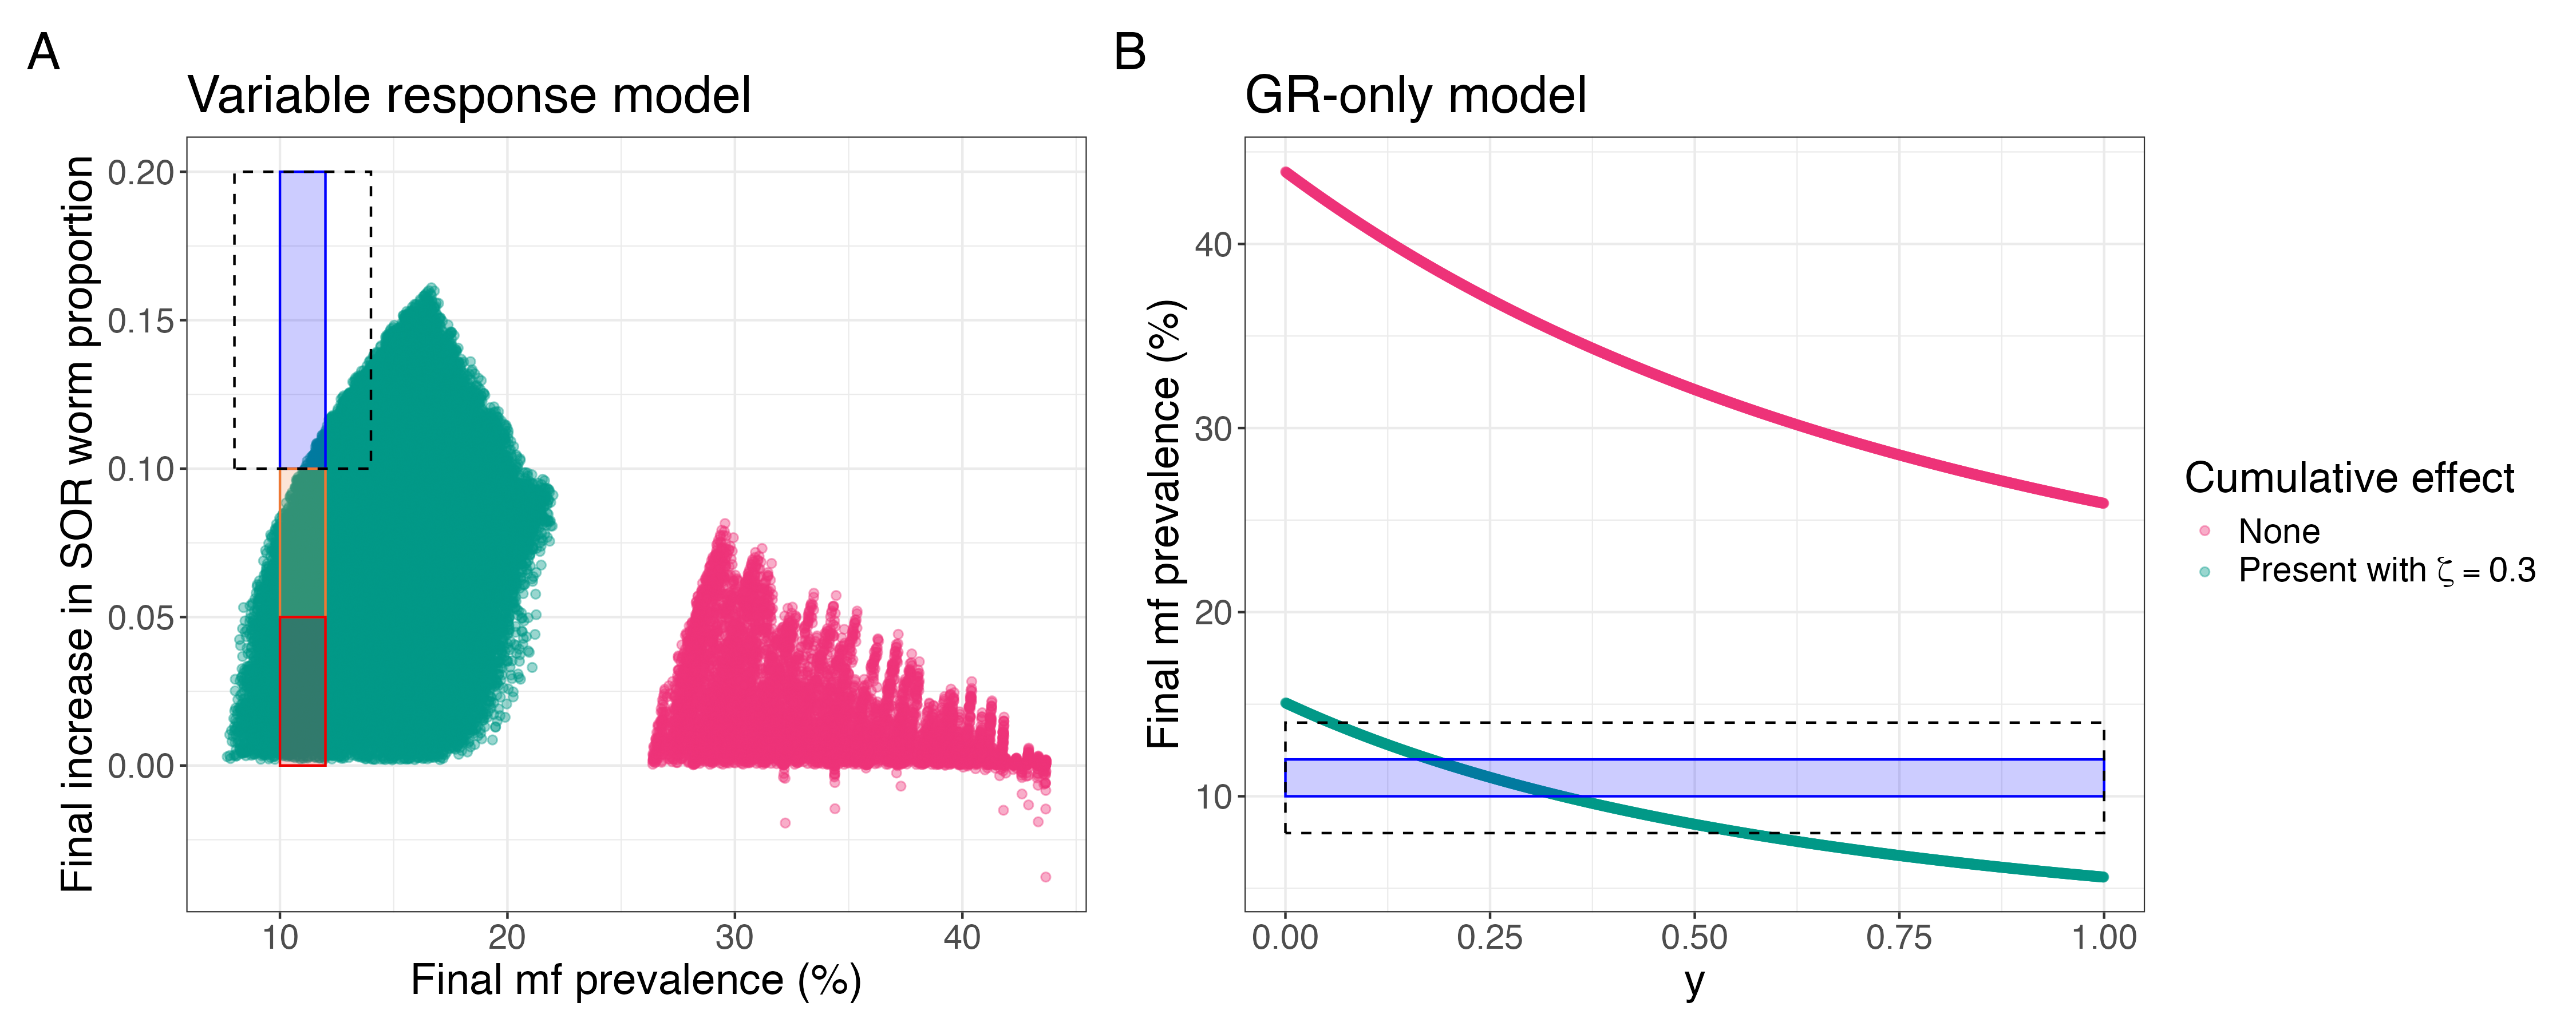 A
Variable response model
Final increase in SOR worm proportion
0.20
0.15
0.10
0.05
0.00
10 20 30 40
Final mf prevalence (%)
B
GR-only model
Final mf prevalence (%)
40
30
20
10
0.00 0.25 0.50 0.75 1.00
y
Cumulative effect
None
Present with ζ = 0.3